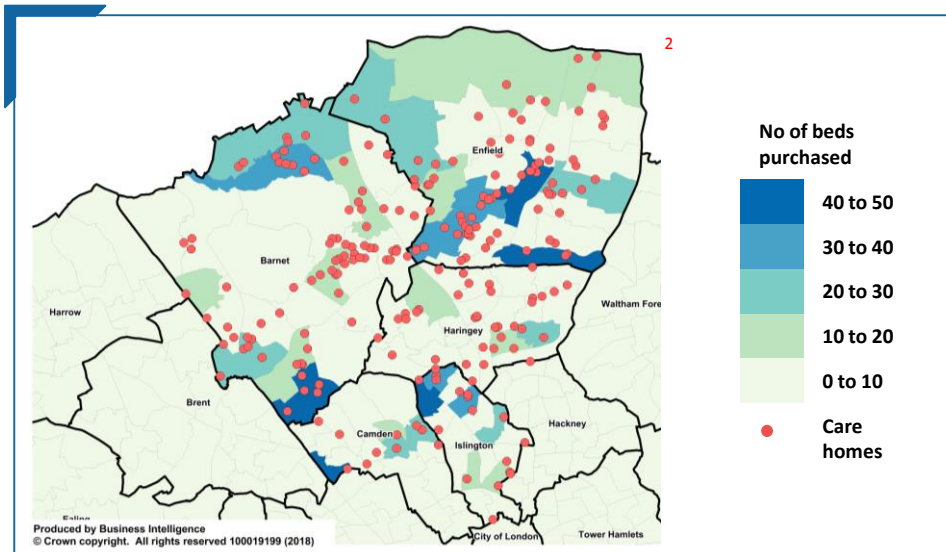 2
Enfield
Barnet
Harrow
Waltham Fore
Haringey
Brent
Hackney
Camden
Islington
Ealing
Produced by Business Intelligence
© Crown copyright. All rights reserved 100019199 (2018)
City of London
Tower Hamlets
No of beds
purchased
40 to 50
30 to 40
20 to 30
10 to 20
0 to 10
Care
homes